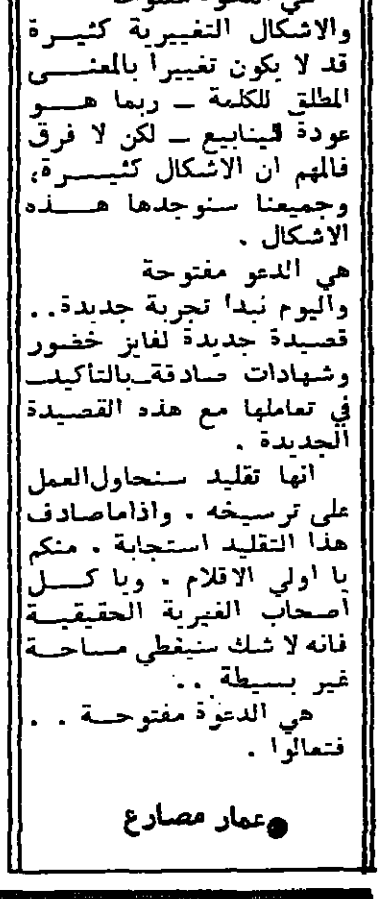 والاشكال التغييرية كثيرة
قد لا يكون تغييرا بالمعنى
المطلق للكلمة – ربما هو
عودة لينابيع – لكن لا فرق
فالمهم ان الاشكال كثيرة،
وجميعنا سنوجدها هذه
الاشكال .
هي الدعو مفتوحة
واليوم نبدا تجربة جديدة..
قصيدة جديدة لفايز خضور
وشهادات صادقة–بالتأكيد–
في تعاملها مع هذه القصيدة
الجديدة .
انها تقليد سنحاول العمل
على ترسيخه . واذا ماصادف
هذا التقليد استجابة . منكم
يا اولي الاقلام . ويا كل
أصحاب الغيرية الحقيقية
فانه لا شك سيغطي مساحة
غير بسيطة ..
هي الدعوة مفتوحة . .
فتعالوا .
●عمار مصارع